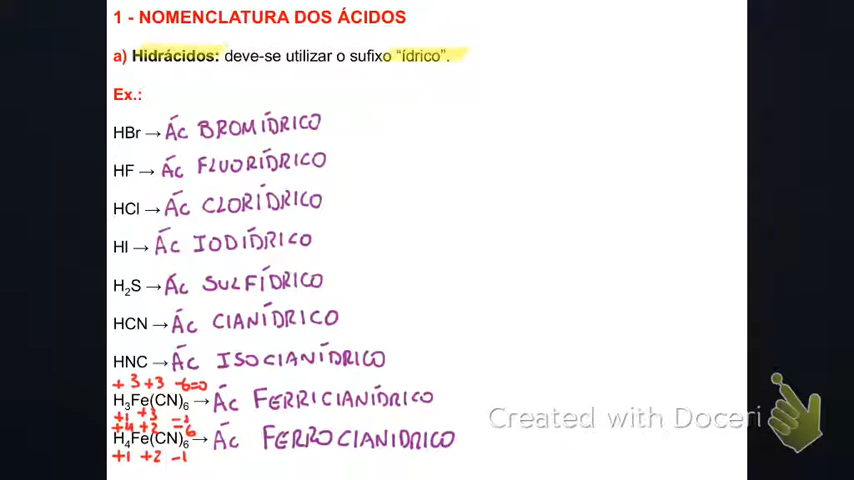 1 - NOMENCLATURA DOS ÁCIDOS
a) Hidrácidos: deve-se utilizar o sufixo “ídrico”.
Ex.:
HBr → ÁC BROMÍDRICO
HF → ÁC FLUORÍDRICO
HCl → ÁC CLORÍDRICO
HI → ÁC IODÍDRICO
H₂S → ÁC SULFÍDRICO
HCN → ÁC CIANÍDRICO
HNC → ÁC ISOCIANÍDRICO
+3 +3 -6=0
H₃Fe(CN)₆ → ÁC FERRICIANÍDRICO
+1 +3 -1
+4 +2 -6
H₄Fe(CN)₆ → ÁC FERROCIANIDRICO
+1 +2 -1
Created with Doceri